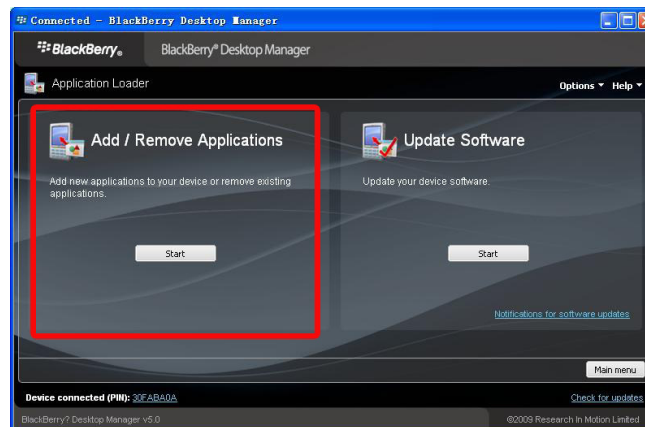 Connected - BlackBerry Desktop Manager
BlackBerry® BlackBerry® Desktop Manager
Application Loader Options Help
Add / Remove Applications
Add new applications to your device or remove existing
applications.
Start
Update Software
Update your device software.
Start
Notifications for software updates
Main menu
Device connected (PIN): 30FABA0A Check for updates
BlackBerry? Desktop Manager v5.0 ©2009 Research In Motion Limited